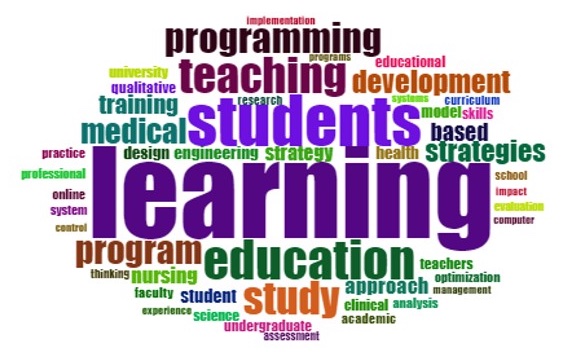 implementation
programming
programs
teaching educational
university development
qualitative research systems curriculum
training students model skills
medical based
practice design engineering strategy health strategies
professional learning school
online impact
system evaluation
control computer
program education teachers
thinking nursing optimization
faculty student study approach management
experience science clinical analysis
undergraduate academic
assessment